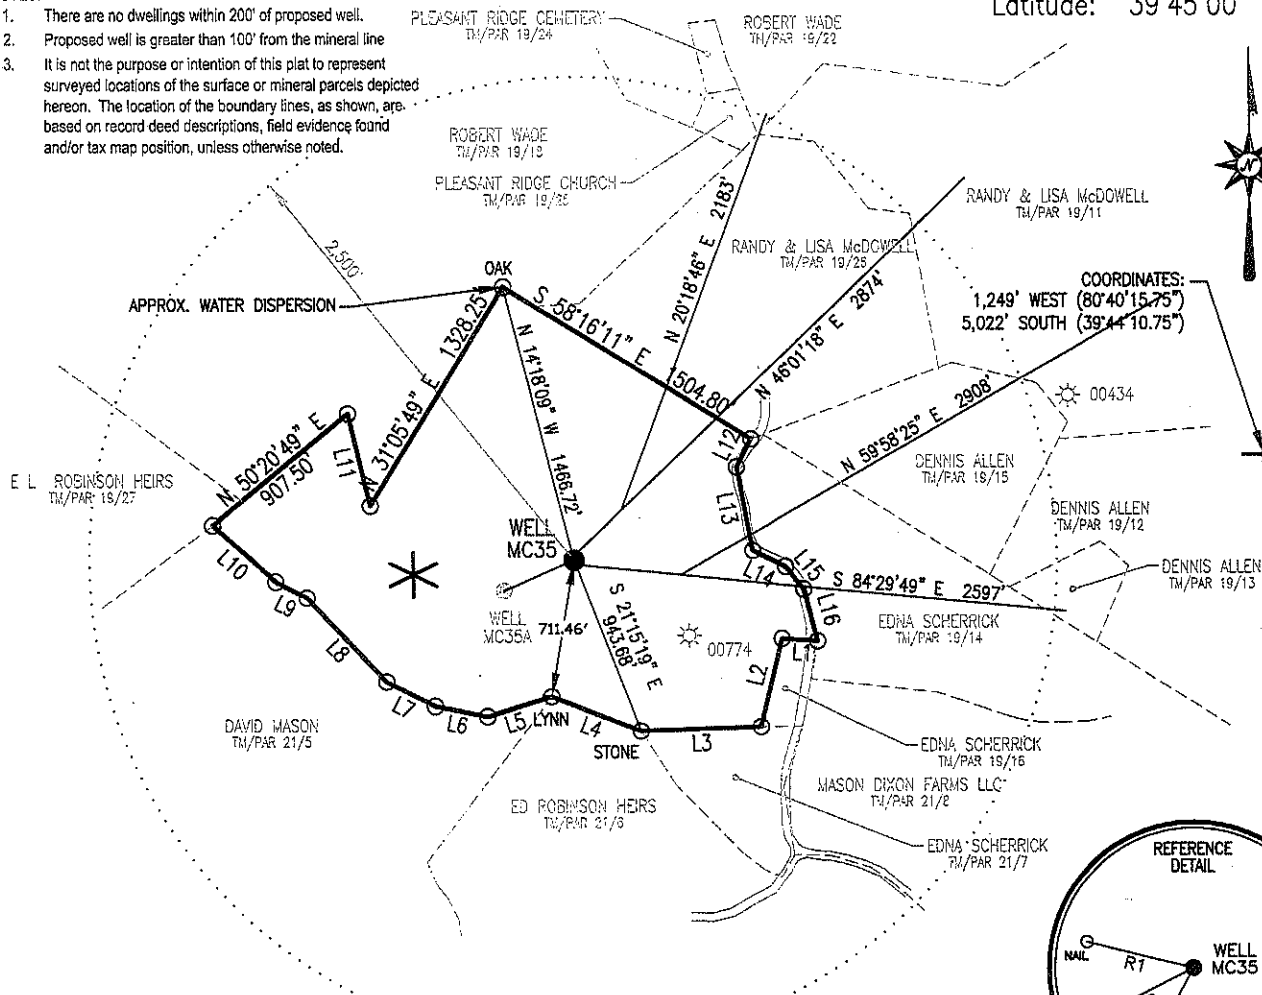 1. There are no dwellings within 200' of proposed well.
2. Proposed well is greater than 100' from the mineral line
3. It is not the purpose or intention of this plat to represent
surveyed locations of the surface or mineral parcels depicted
hereon. The location of the boundary lines, as shown, are
based on record deed descriptions, field evidence found
and/or tax map position, unless otherwise noted.
PLEASANT RIDGE CEMETERY
TM/PAR 19/24
ROBERT WADE
TM/PAR 19/22
Latitude: 39°45'00"
ROBERT WADE
TM/PAR 19/18
PLEASANT RIDGE CHURCH
TM/PAR 19/26
N
RANDY & LISA McDOWELL
TM/PAR 19/11
RANDY & LISA McDOWELL
TM/PAR 19/25
2,500'
N 20°18'46" E 2183'
N 46°01'18" E 2874'
OAK
APPROX. WATER DISPERSION
COORDINATES:
1,249' WEST (80°40'15.75")
5,022' SOUTH (39°44'10.75")
S 58°16'11" E 1504.80'
N 31°05'49" E 1328.25'
N 14°18'09" W 1466.72'
N 59°58'25" E 2908'
00434
N 50°20'49" E
907.50
L11
L12
E L ROBINSON HEIRS
TM/PAR 19/27
DENNIS ALLEN
TM/PAR 19/15
DENNIS ALLEN
TM/PAR 19/12
L13
WELL
MC35
L10
L14
L15
S 84°29'49" E 2597'
DENNIS ALLEN
TM/PAR 19/13
L9
WELL
MC35A
711.46'
S 21°15'19" E
943.68'
00774
L16
EDNA SCHERRICK
TM/PAR 19/14
L1
L8
L2
L7
L6
L5
LYNN
L4
STONE
L3
DAVID MASON
TM/PAR 21/5
EDNA SCHERRICK
TM/PAR 19/16
MASON DIXON FARMS LLC
TM/PAR 21/8
ED ROBINSON HEIRS
TM/PAR 21/6
EDNA SCHERRICK
TM/PAR 21/7
REFERENCE
DETAIL
NAIL
R1
WELL
MC35